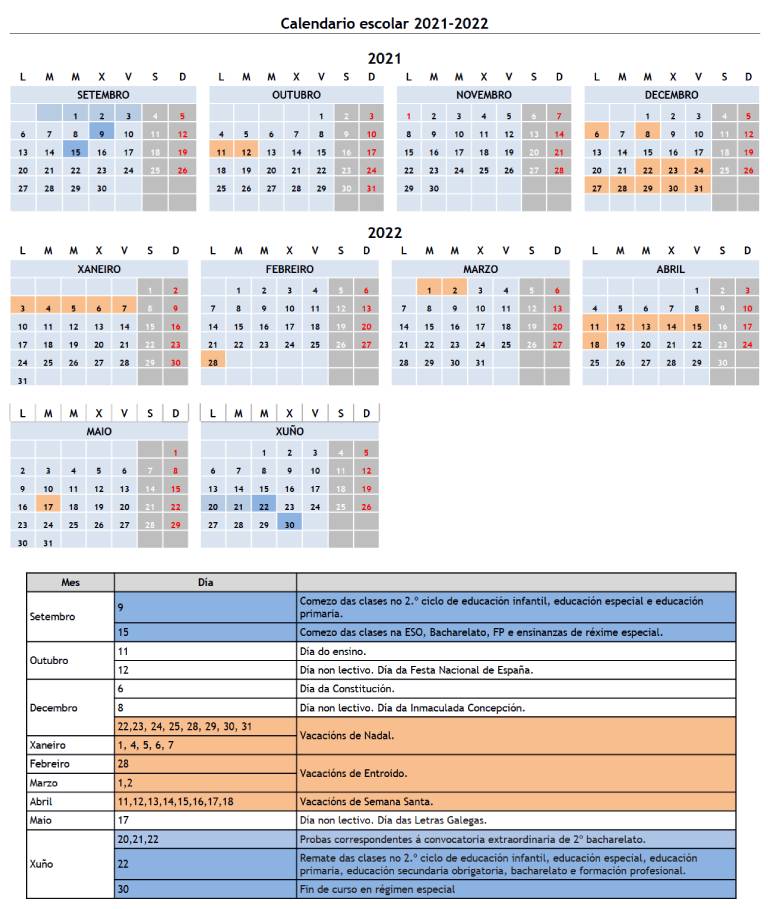 Calendario escolar 2021-2022
2021
L M M X V S D L M M X V S D L M M X V S D L M M X V S D
SETEMBRO OUTUBRO NOVEMBRO DECEMBRO
1 2 3 4 5 1 2 3 1 2 3 4 5 6 7 1 2 3 4 5
6 7 8 9 10 11 12 4 5 6 7 8 9 10 8 9 10 11 12 13 14 6 7 8 9 10 11 12
13 14 15 16 17 18 19 11 12 13 14 15 16 17 15 16 17 18 19 20 21 13 14 15 16 17 18 19
20 21 22 23 24 25 26 18 19 20 21 22 23 24 22 23 24 25 26 27 28 20 21 22 23 24 25 26
27 28 29 30 25 26 27 28 29 30 31 29 30 27 28 29 30 31
2022
L M M X V S D L M M X V S D L M M X V S D L M M X V S D
XANEIRO FEBREIRO MARZO ABRIL
1 2 1 2 3 4 5 6 1 2 3 4 5 6 1 2 3
3 4 5 6 7 8 9 7 8 9 10 11 12 13 7 8 9 10 11 12 13 4 5 6 7 8 9 10
10 11 12 13 14 15 16 14 15 16 17 18 19 20 14 15 16 17 18 19 20 11 12 13 14 15 16 17
17 18 19 20 21 22 23 21 22 23 24 25 26 27 21 22 23 24 25 26 27 18 19 20 21 22 23 24
24 25 26 27 28 29 30 28 28 29 30 31 25 26 27 28 29 30
31
L M M X V S D L M M X V S D
MAIO XUÑO
1 1 2 3 4 5
2 3 4 5 6 7 8 6 7 8 9 10 11 12
9 10 11 12 13 14 15 13 14 15 16 17 18 19
16 17 18 19 20 21 22 20 21 22 23 24 25 26
23 24 25 26 27 28 29 27 28 29 30
30 31
Mes Día
Setembro
9 Comezo das clases no 2.º ciclo de educación infantil, educación especial e educación
primaria.
15 Comezo das clases na ESO, Bacharelato, FP e ensinanzas de réxime especial.
Outubro
11 Día do ensino.
12 Día non lectivo. Día da Festa Nacional de España.
Decembro
6 Día da Constitución.
8 Día non lectivo. Día da Inmaculada Concepción.
22,23, 24, 25, 28, 29, 30, 31 Vacacións de Nadal.
Xaneiro 1, 4, 5, 6, 7
Febreiro 28 Vacacións de Entroido.
Marzo 1,2
Abril 11,12,13,14,15,16,17,18 Vacacións de Semana Santa.
Maio 17 Día non lectivo. Día das Letras Galegas.
Xuño
20,21,22 Probas correspondentes á convocatoria extraordinaria de 2º bacharelato.
22 Remate das clases no 2.º ciclo de educación infantil, educación especial, educación
primaria, educación secundaria obrigatoria, bacharelato e formación profesional.
30 Fin de curso en régimen especial